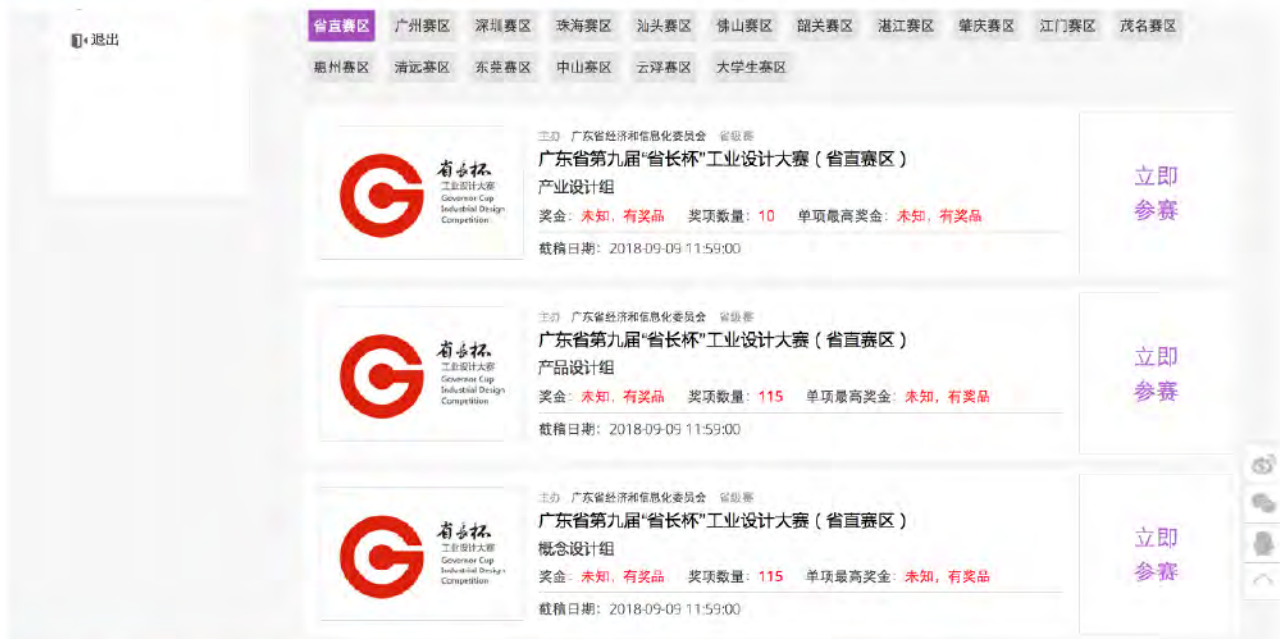 退出
省直赛区 广州赛区 深圳赛区 珠海赛区 汕头赛区 佛山赛区 韶关赛区 湛江赛区 肇庆赛区 江门赛区 茂名赛区
惠州赛区 清远赛区 东莞赛区 中山赛区 云浮赛区 大学生赛区
省长杯
工业设计大赛
Governor Cup
Industrial Design
Competition
主办 广东省经济和信息化委员会 省级赛
广东省第九届“省长杯”工业设计大赛（省直赛区）
产业设计组
奖金：未知，有奖品 奖项数量：10 单项最高奖金：未知，有奖品
截稿日期：2018-09-09 11:59:00
立即
参赛
省长杯
工业设计大赛
Governor Cup
Industrial Design
Competition
主办 广东省经济和信息化委员会 省级赛
广东省第九届“省长杯”工业设计大赛（省直赛区）
产品设计组
奖金：未知，有奖品 奖项数量：115 单项最高奖金：未知，有奖品
截稿日期：2018-09-09 11:59:00
立即
参赛
省长杯
工业设计大赛
Governor Cup
Industrial Design
Competition
主办 广东省经济和信息化委员会 省级赛
广东省第九届“省长杯”工业设计大赛（省直赛区）
概念设计组
奖金：未知，有奖品 奖项数量：115 单项最高奖金：未知，有奖品
截稿日期：2018-09-09 11:59:00
立即
参赛